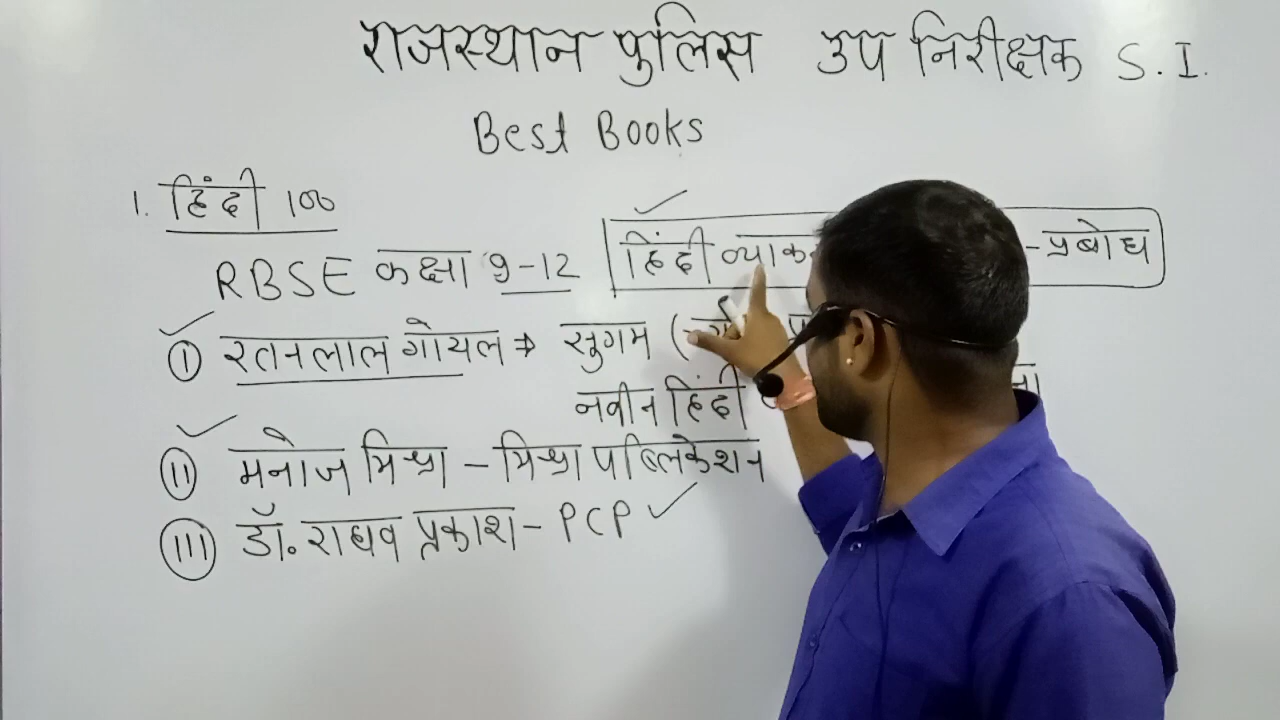 राजस्थान पुलिस उप निरीक्षक S. I.
Best Books
1. हिंदी 100
RBSE कक्षा 9-12 हिंदी - प्रबोध
I रतनलाल गोयल ⇒ सुगम (
नवीन हिंदी
II मनोज मिश्रा - मिश्रा पब्लिकेशन
III डॉ. राघव प्रकाश - PCP